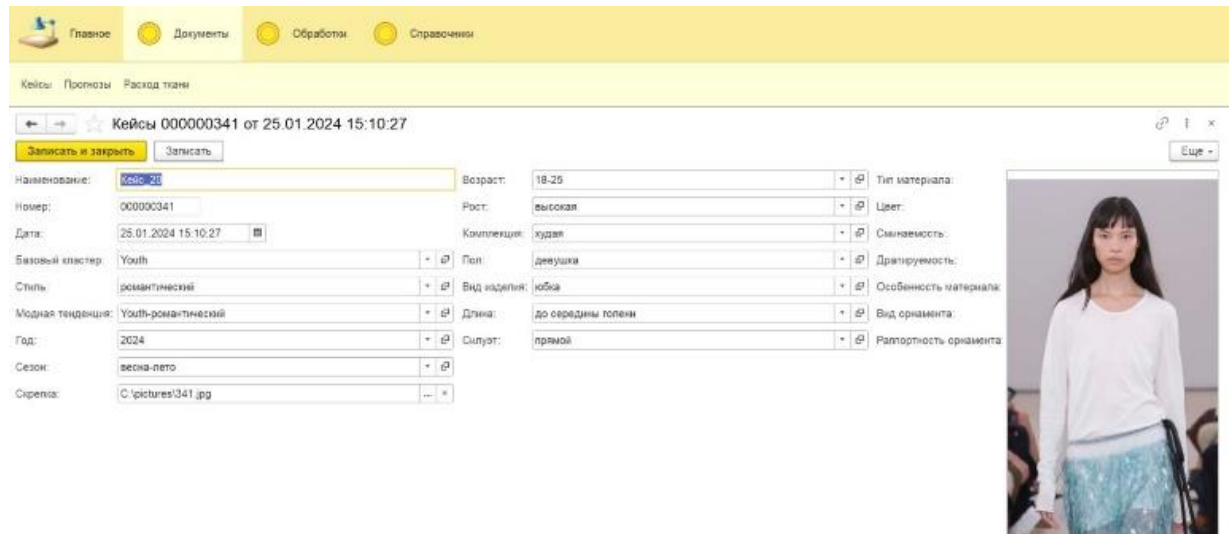 Главное Документы Обработки Справочники
Кейсы Прогнозы Расход ткани
Кейсы 000000341 от 25.01.2024 15:10:27
Записать и закрыть Записать Еще
Наименование: Кейс_20 Возраст: 18-25 Тип материала:
Номер: 000000341 Рост: высокая Цвет:
Дата: 25.01.2024 15:10:27 Комплекция: худая Сминаемость:
Базовый кластер: Youth Пол: девушка Драпируемость:
Стиль: романтический Вид изделия: юбка Особенность материала:
Модная тенденция: Youth-романтический Длина: до середины голени Вид орнамента:
Год: 2024 Силуэт: прямой Раппортность орнамента:
Сезон: весна-лето
Скрепка: C:\pictures\341.jpg